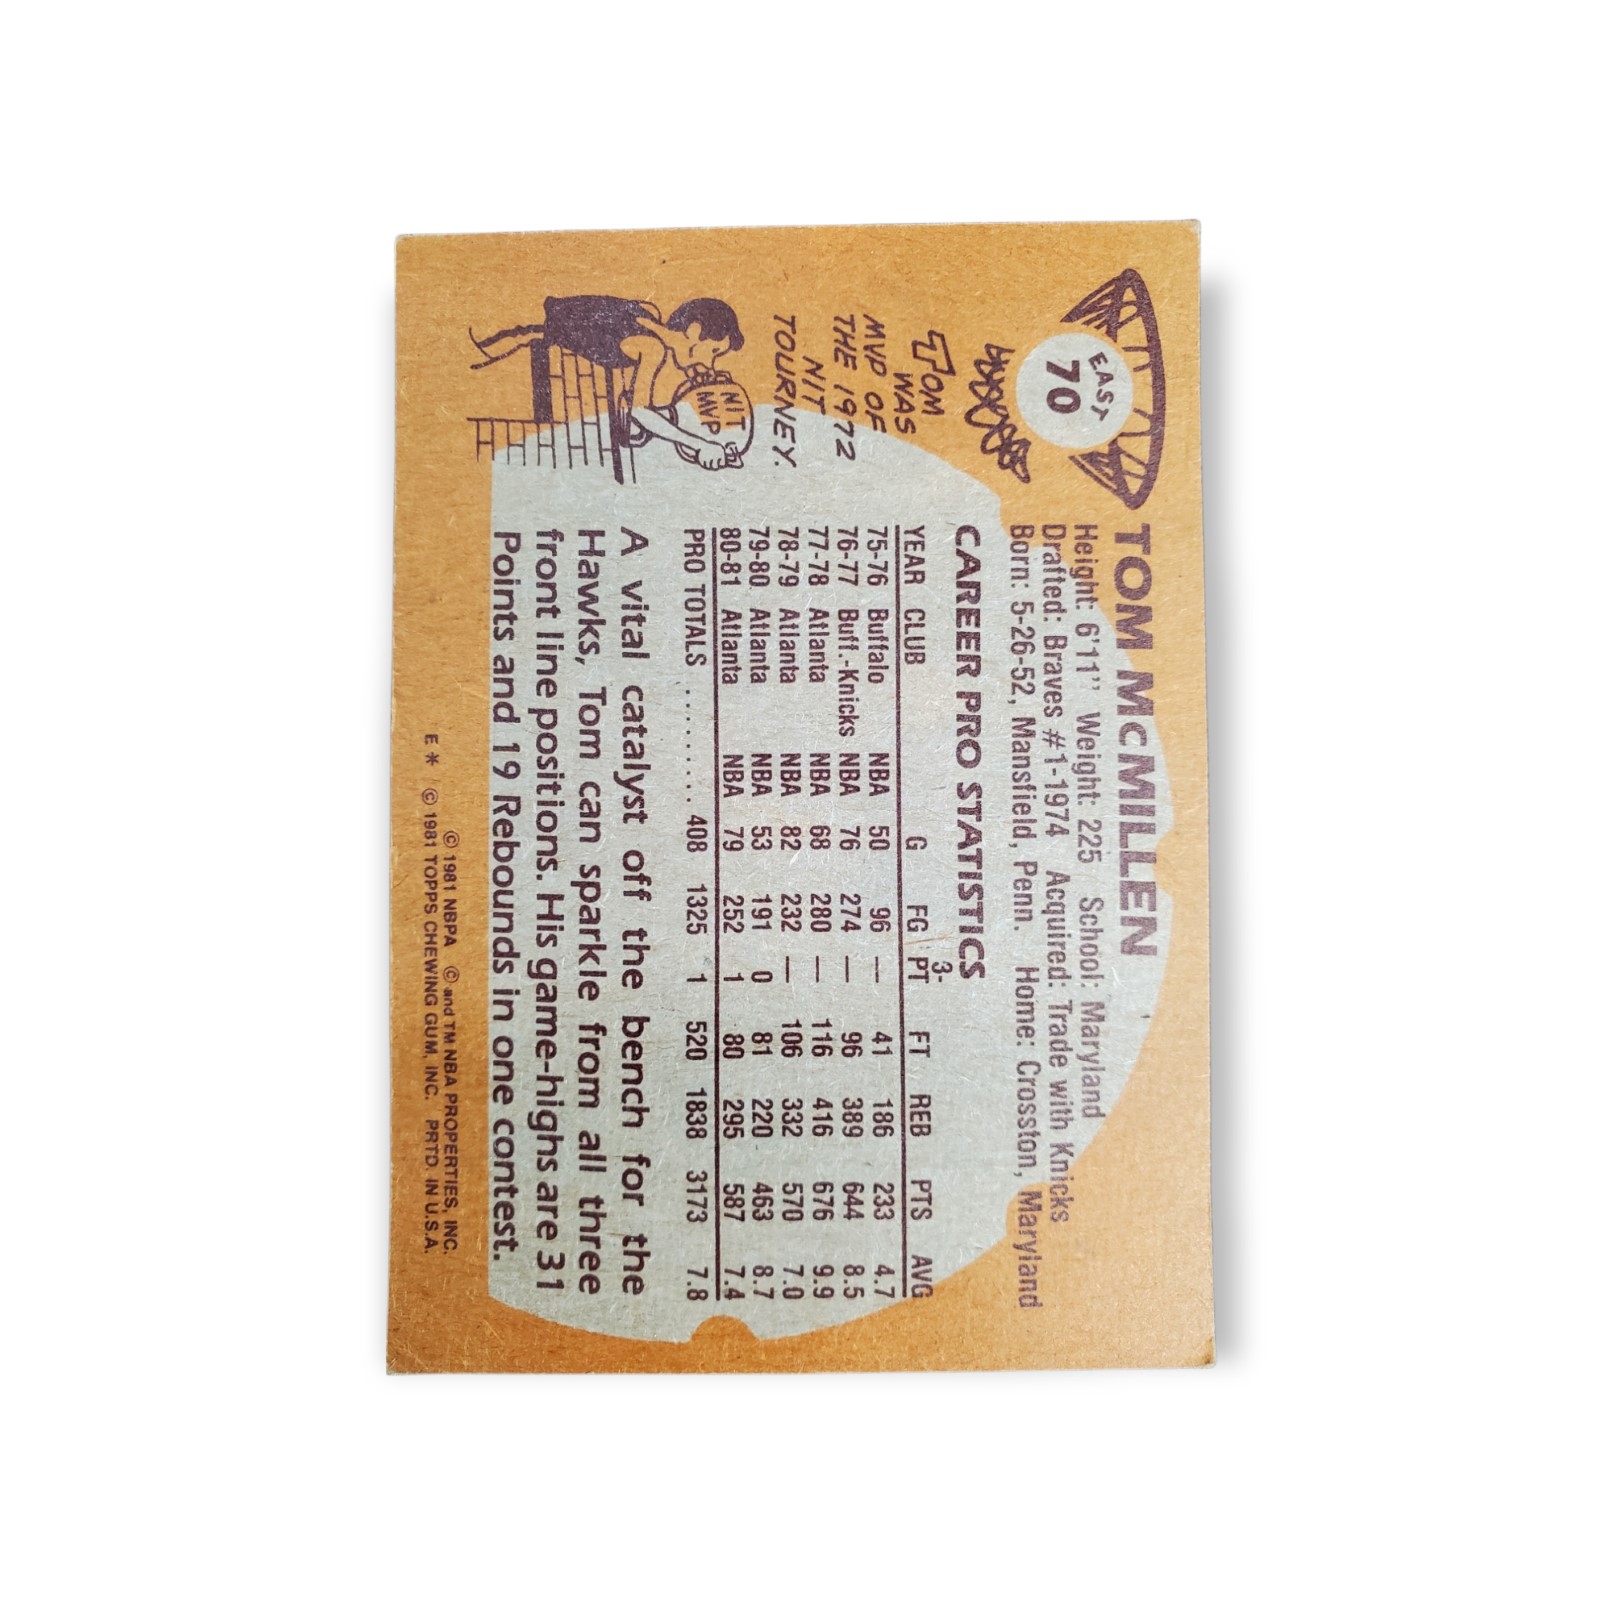 EAST
70
TOM McMILLEN
Height: 6'11" Weight: 225 School: Maryland
Drafted: Braves #1-1974 Acquired: Trade with Knicks
Born: 5-26-52, Mansfield, Penn. Home: Crosston, Maryland
TOM WAS
MVP OF
THE 1972
NIT
TOURNEY.
NIT
MVP
CAREER PRO STATISTICS
YEAR CLUB G FG 3-PT FT REB PTS AVG
75-76 Buffalo NBA 50 96 — 41 186 233 4.7
76-77 Buff.-Knicks NBA 76 274 — 96 389 644 8.5
77-78 Atlanta NBA 68 280 — 116 416 676 9.9
78-79 Atlanta NBA 82 232 — 106 332 570 7.0
79-80 Atlanta NBA 53 191 0 81 220 463 8.7
80-81 Atlanta NBA 79 252 1 80 295 587 7.4
PRO TOTALS .......... 408 1325 1 520 1838 3173 7.8
A vital catalyst off the bench for the
Hawks, Tom can sparkle from all three
front line positions. His game-highs are 31
Points and 19 Rebounds in one contest.
© 1981 NBPA © and TM NBA PROPERTIES, INC.
E* © 1981 TOPPS CHEWING GUM, INC. PRTD. IN U.S.A.